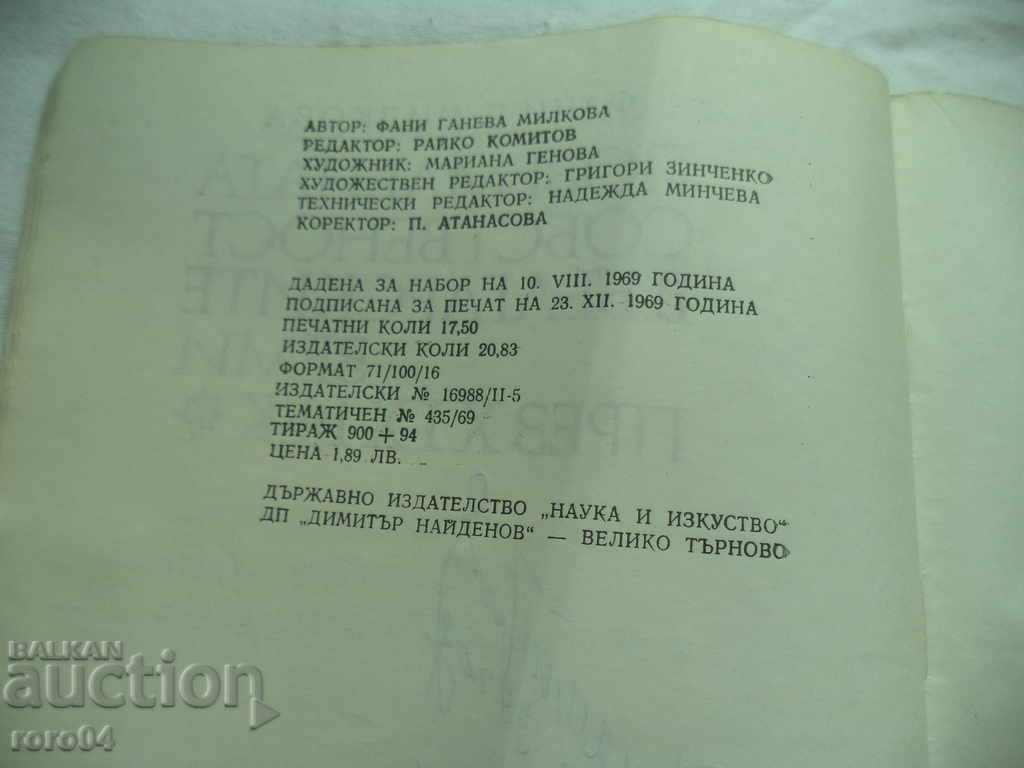 АВТОР: ФАНИ ГАНЕВА МИЛКОВА
РЕДАКТОР: РАЙКО КОМИТОВ
ХУДОЖНИК: МАРИАНА ГЕНОВА
ХУДОЖЕСТВЕН РЕДАКТОР: ГРИГОРИ ЗИНЧЕНКО
ТЕХНИЧЕСКИ РЕДАКТОР: НАДЕЖДА МИНЧЕВА
КОРЕКТОР: П. АТАНАСОВА
ДАДЕНА ЗА НАБОР НА 10. VIII. 1969 ГОДИНА
ПОДПИСАНА ЗА ПЕЧАТ НА 23. XII. 1969 ГОДИНА
ПЕЧАТНИ КОЛИ 17,50
ИЗДАТЕЛСКИ КОЛИ 20,83
ФОРМАТ 71/100/16
ИЗДАТЕЛСКИ № 16988/II-5
ТЕМАТИЧЕН № 435/69
ТИРАЖ 900 + 94
ЦЕНА 1,89 ЛВ.
ДЪРЖАВНО ИЗДАТЕЛСТВО „НАУКА И ИЗКУСТВО“
ДП „ДИМИТЪР НАЙДЕНОВ“ — ВЕЛИКО ТЪРНОВО
BALKAN
auction
roro04